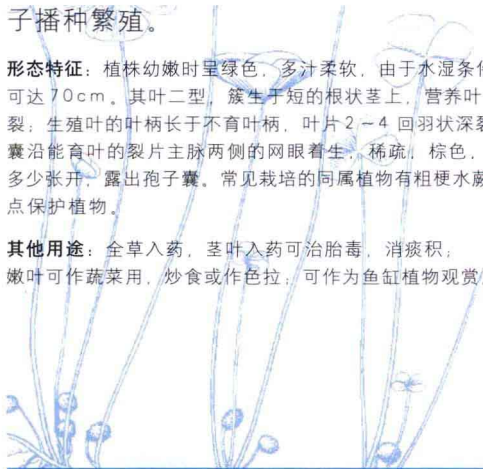 子播种繁殖。
形态特征：植株幼嫩时呈绿色，多汁柔软，由于水湿条
可达70cm。其叶二型，簇生于短的根状茎上，营养叶
裂；生殖叶的叶柄长于不育叶柄，叶片2-4 回羽状深裂
囊沿能育叶的裂片主脉两侧的网眼着生，稀疏，棕色，
多少张开，露出孢子囊。常见栽培的同属植物有粗梗水蕨
点保护植物。
其他用途：全草入药，茎叶入药可治胎毒，消痰积；
嫩叶可作蔬菜用，炒食或作色拉；可作为鱼缸植物观赏